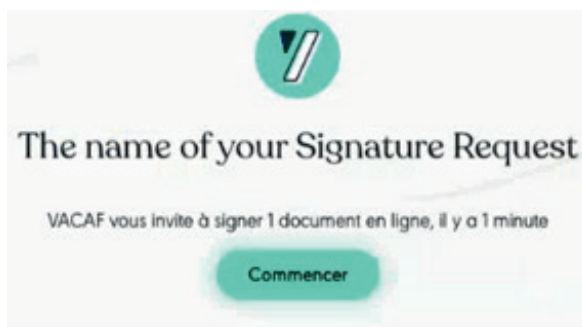 The name of your Signature Request
VACAF vous invite à signer 1 document en ligne, il y a 1 minute
Commencer